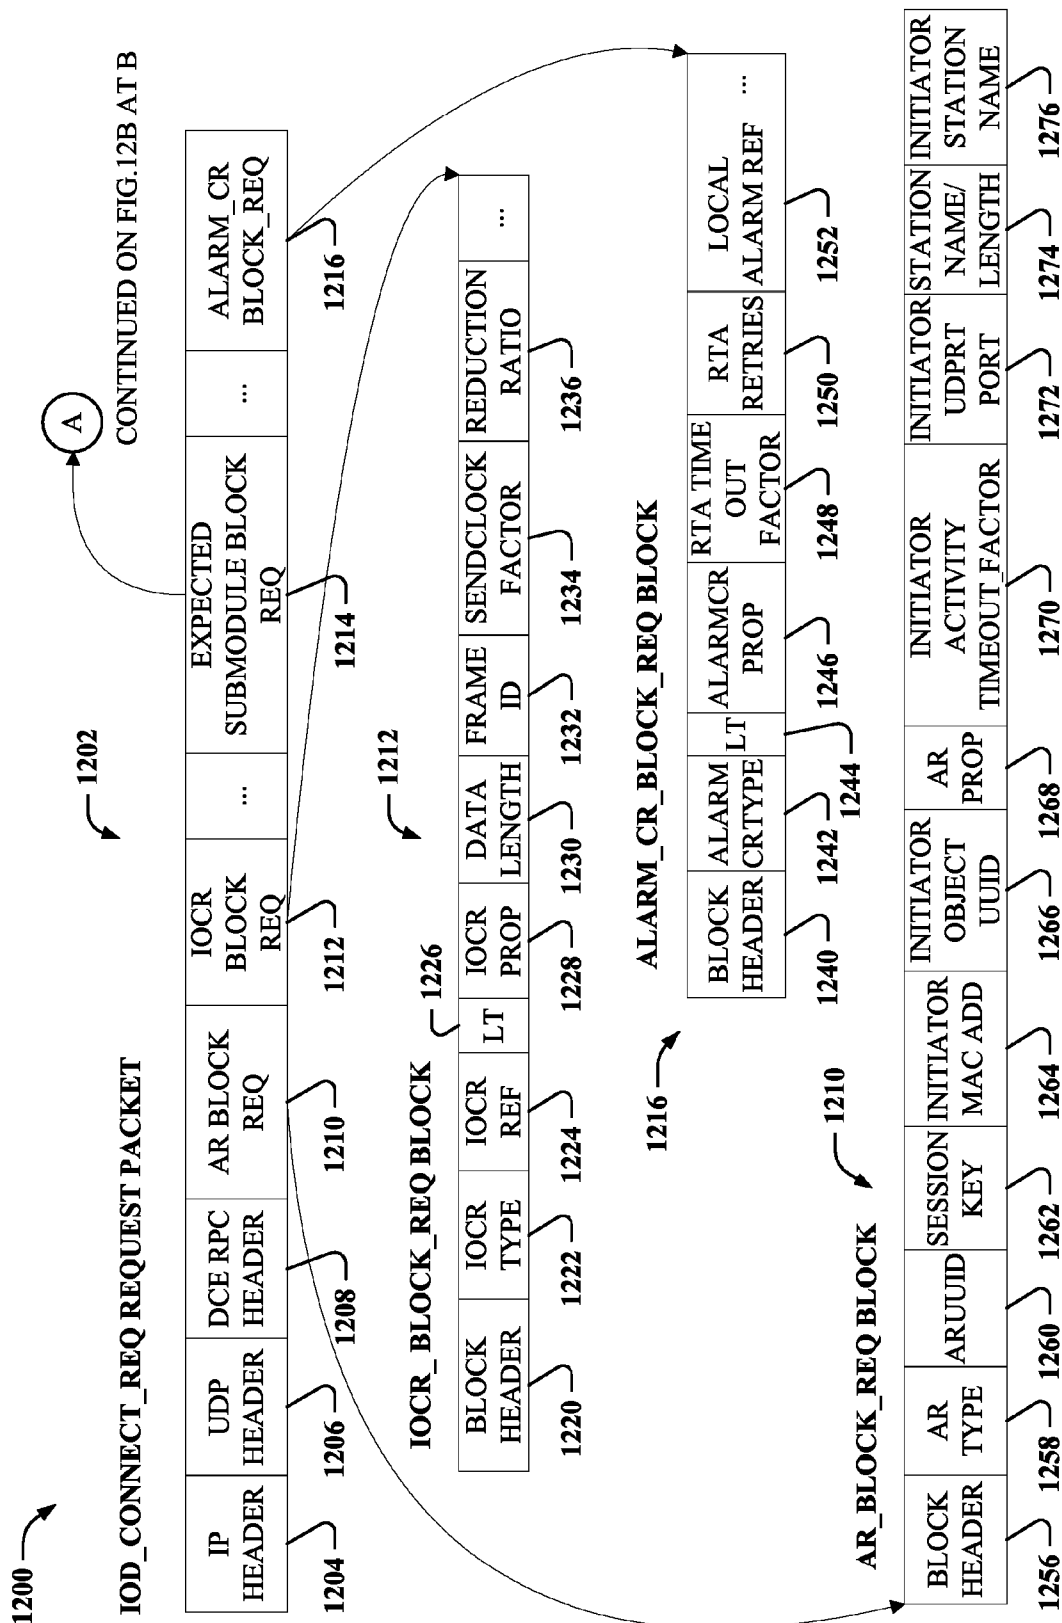 1200
IOD_CONNECT_REQ REQUEST PACKET
1202
A
CONTINUED ON FIG.12B AT B
IP
HEADER
UDP
HEADER
DCE RPC
HEADER
AR BLOCK
REQ
IOCR
BLOCK
REQ
...
EXPECTED
SUBMODULE BLOCK
REQ
...
ALARM_CR
BLOCK_REQ
1204
1206
1208
1210
1212
1214
1216
IOCR_BLOCK_REQ BLOCK
1226
1212
BLOCK
HEADER
IOCR
TYPE
IOCR
REF
LT
IOCR
PROP
DATA
LENGTH
FRAME
ID
SENDCLOCK
FACTOR
REDUCTION
RATIO
...
1220
1222
1224
1228
1230
1232
1234
1236
ALARM_CR_BLOCK_REQ BLOCK
1216
BLOCK
HEADER
ALARM
CRTYPE
LT
ALARMCR
PROP
RTA TIME
OUT
FACTOR
RTA
RETRIES
LOCAL
ALARM REF
...
1240
1242
1244
1246
1248
1250
1252
AR_BLOCK_REQ BLOCK
1210
BLOCK
HEADER
AR
TYPE
ARUUID
SESSION
KEY
INITIATOR
MAC ADD
INITIATOR
OBJECT
UUID
AR
PROP
INITIATOR
ACTIVITY
TIMEOUT_FACTOR
INITIATOR
UDPRT
PORT
STATION
NAME/
LENGTH
INITIATOR
STATION
NAME
1256
1258
1260
1262
1264
1266
1268
1270
1272
1274
1276